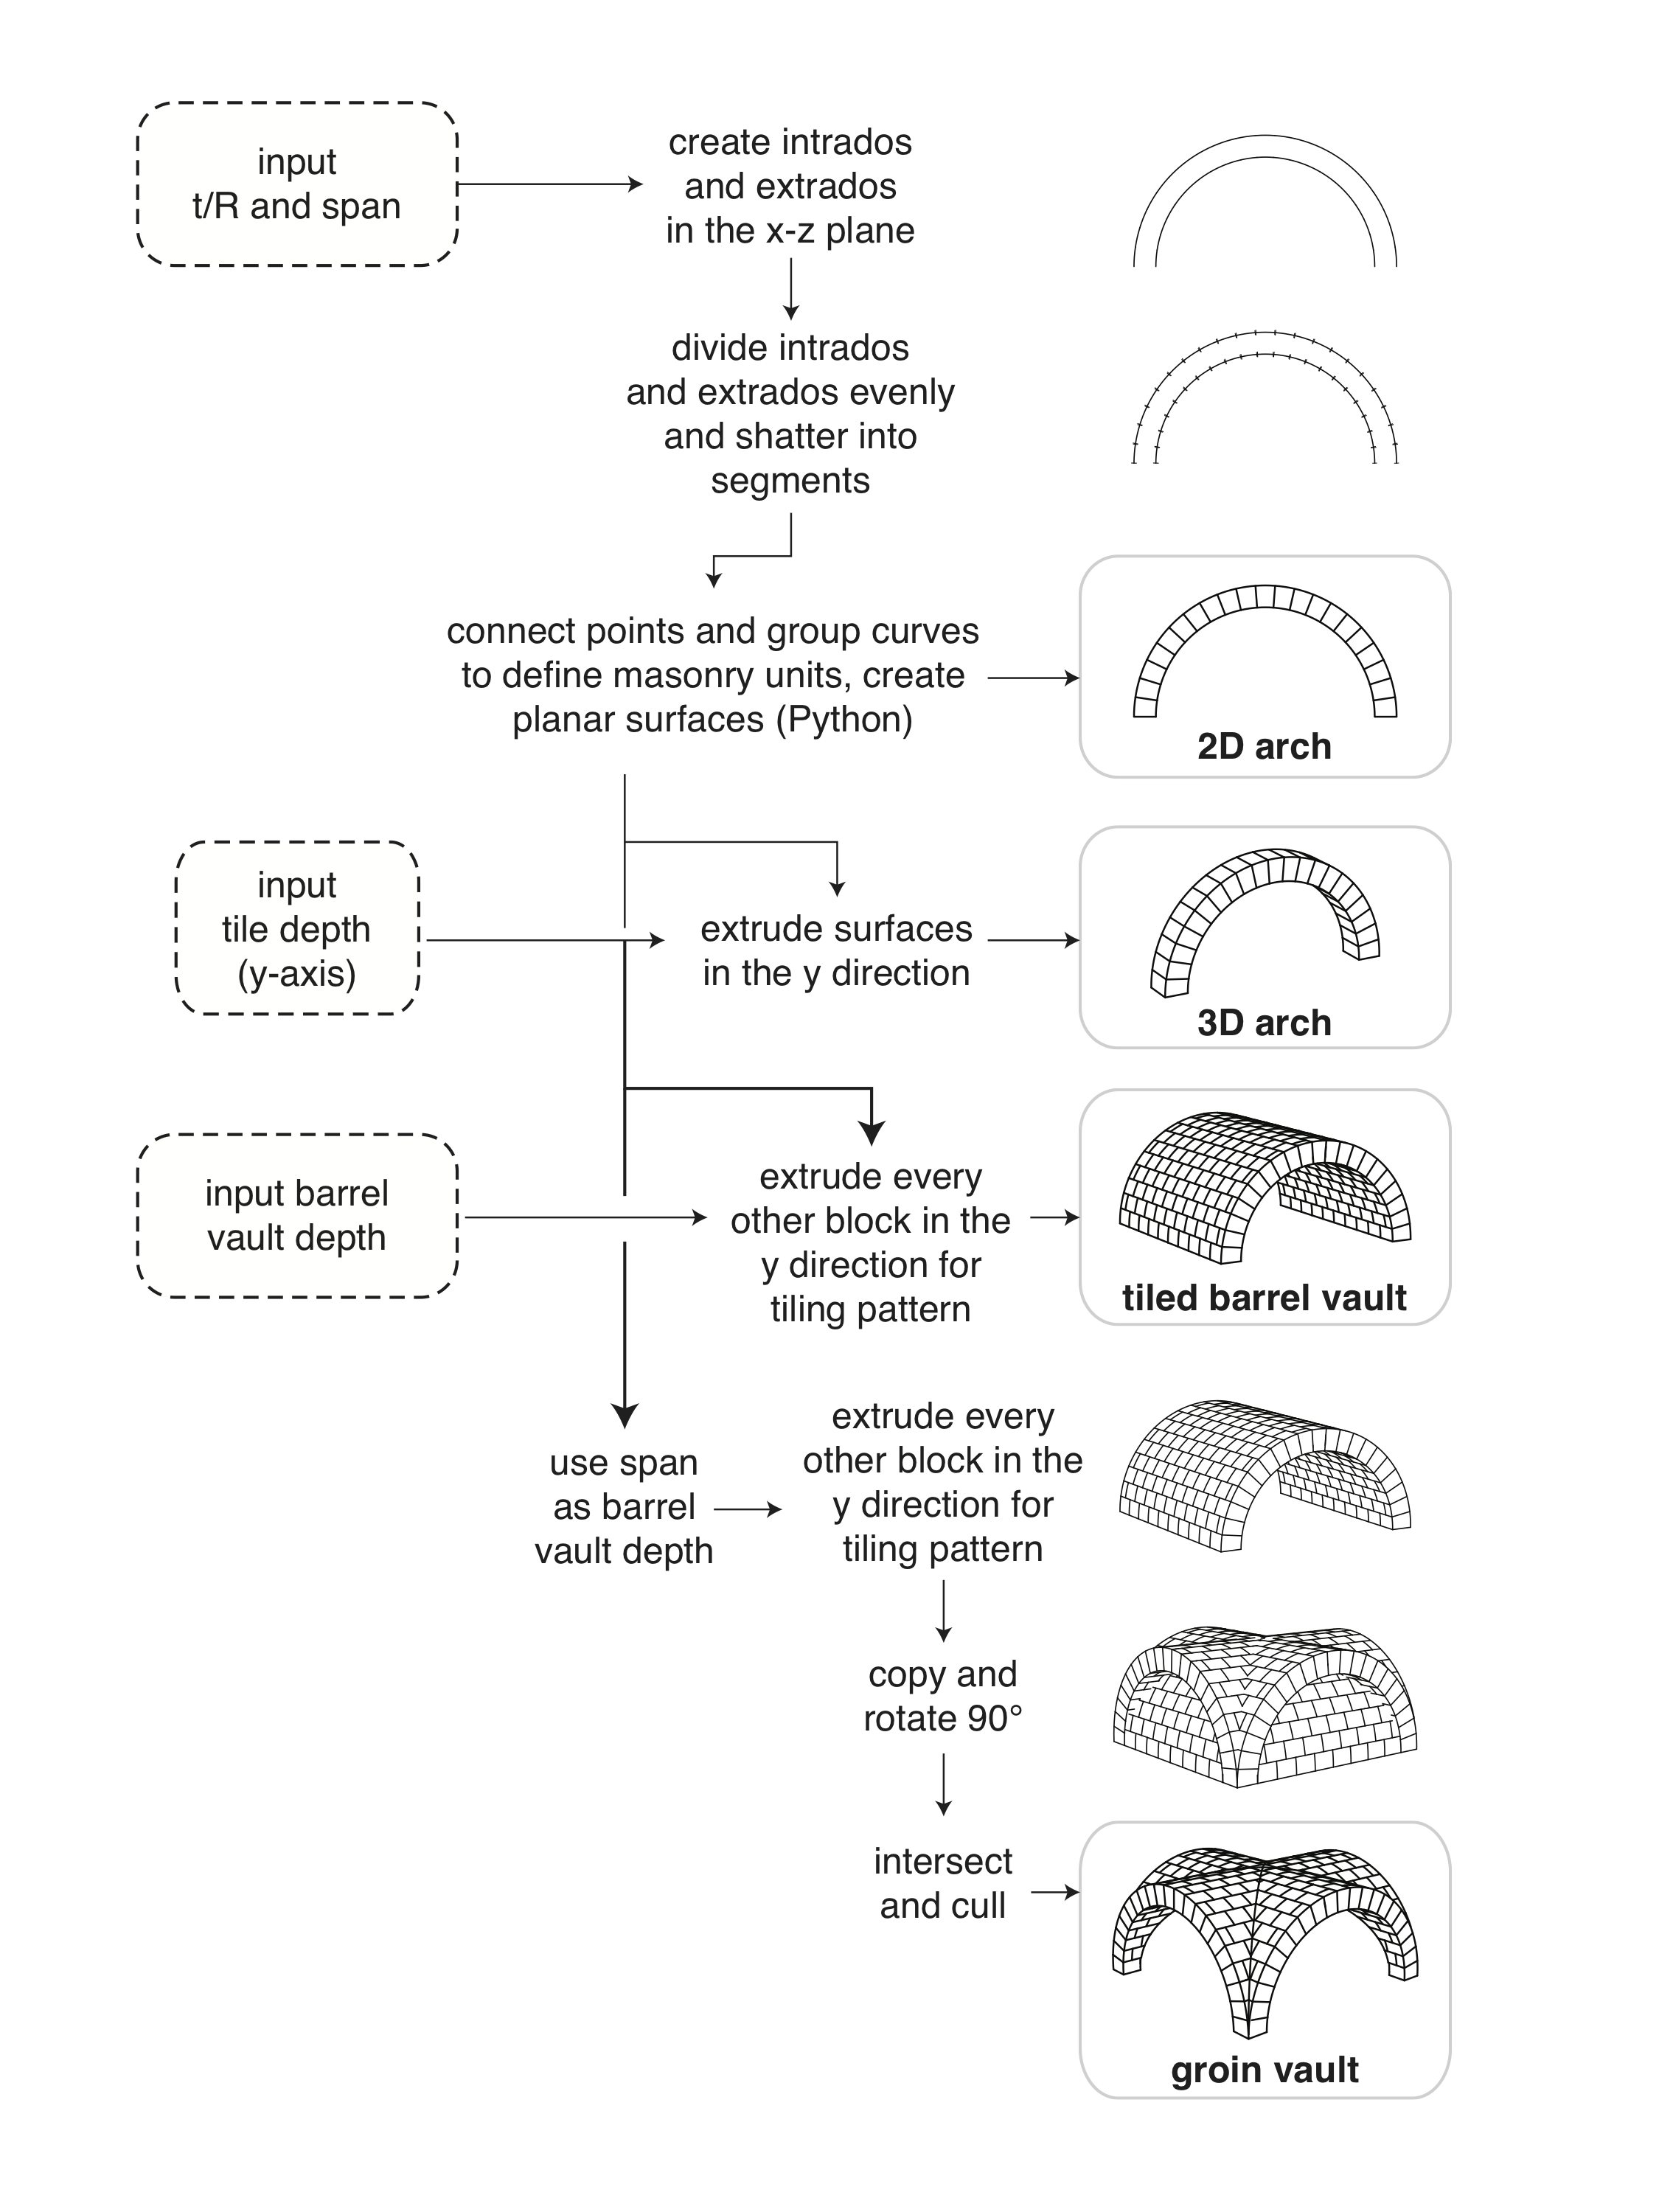 input
t/R and span
create intrados
and extrados
in the x-z plane
divide intrados
and extrados evenly
and shatter into
segments
connect points and group curves
to define masonry units, create
planar surfaces (Python)
2D arch
input
tile depth
(y-axis)
extrude surfaces
in the y direction
3D arch
input barrel
vault depth
extrude every
other block in the
y direction for
tiling pattern
tiled barrel vault
use span
as barrel
vault depth
extrude every
other block in the
y direction for
tiling pattern
copy and
rotate 90°
intersect
and cull
groin vault